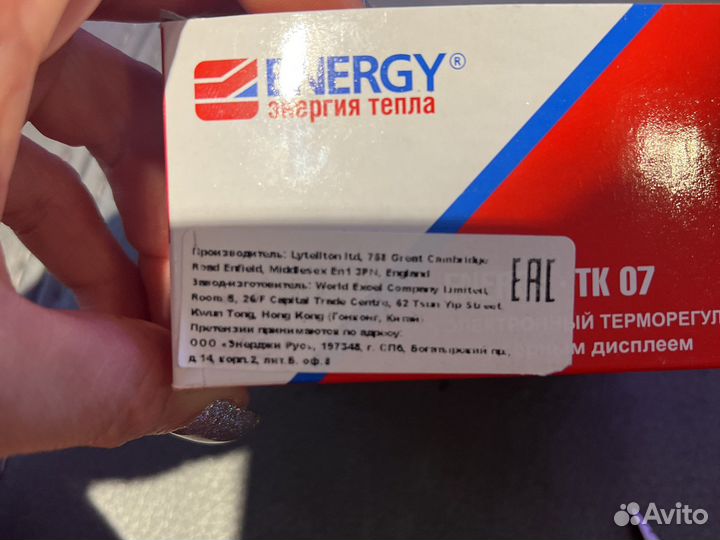 ENERGY®
энергия тепла
Производитель: Lytellton ltd, 758 Great Cambridge
Road Enfield, Middlesex En1 3PN, England
Завод-изготовитель: World Excel Company Limited,
Room 5, 26/F Capital Trade Centre, 62 Tsun Yip Street,
Kwun Tong, Hong Kong (Гонконг, Китай)
Претензии принимаются по адресу:
ООО «Энерджи Рус», 197348, г. СПб, Богатырский пр,
д 14, корп.2, лит.Б. оф.8
EAC
TK 07
ЭЛЕКТРОННЫЙ ТЕРМОРЕГУЛ
дисплеем
Avito